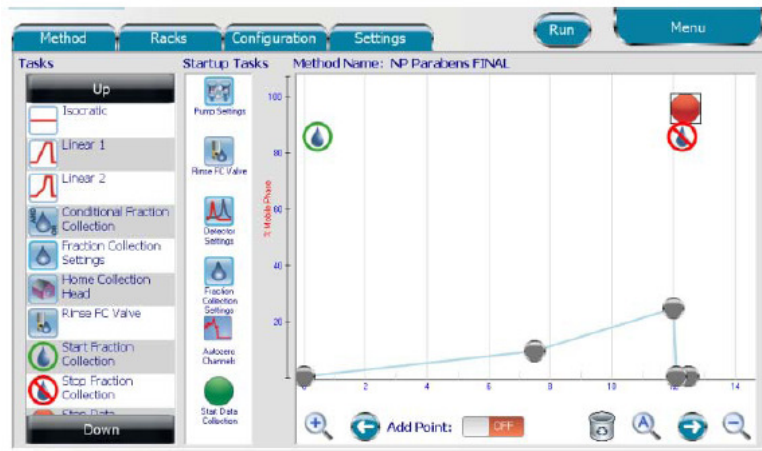 Method
Racks
Configuration
Settings
Run
Menu
Tasks
Startup Tasks
Method Name: NP Parabens FINAL
Up
Isocratic
Linear 1
Linear 2
Conditional Fraction
Collection
Fraction Collection
Settings
Home Collection
Head
Rinse FC Valve
Start Fraction
Collection
Stop Fraction
Collection
Stop Data
Down
Pump Settings
Rinse FC Valve
Detector
Settings
Fraction
Collection
Settings
Autozero
Channels
Start Data
Collection
% Mobile Phase
100
80
60
40
20
0
2
4
6
8
10
12
14
Add Point:
OFF
A